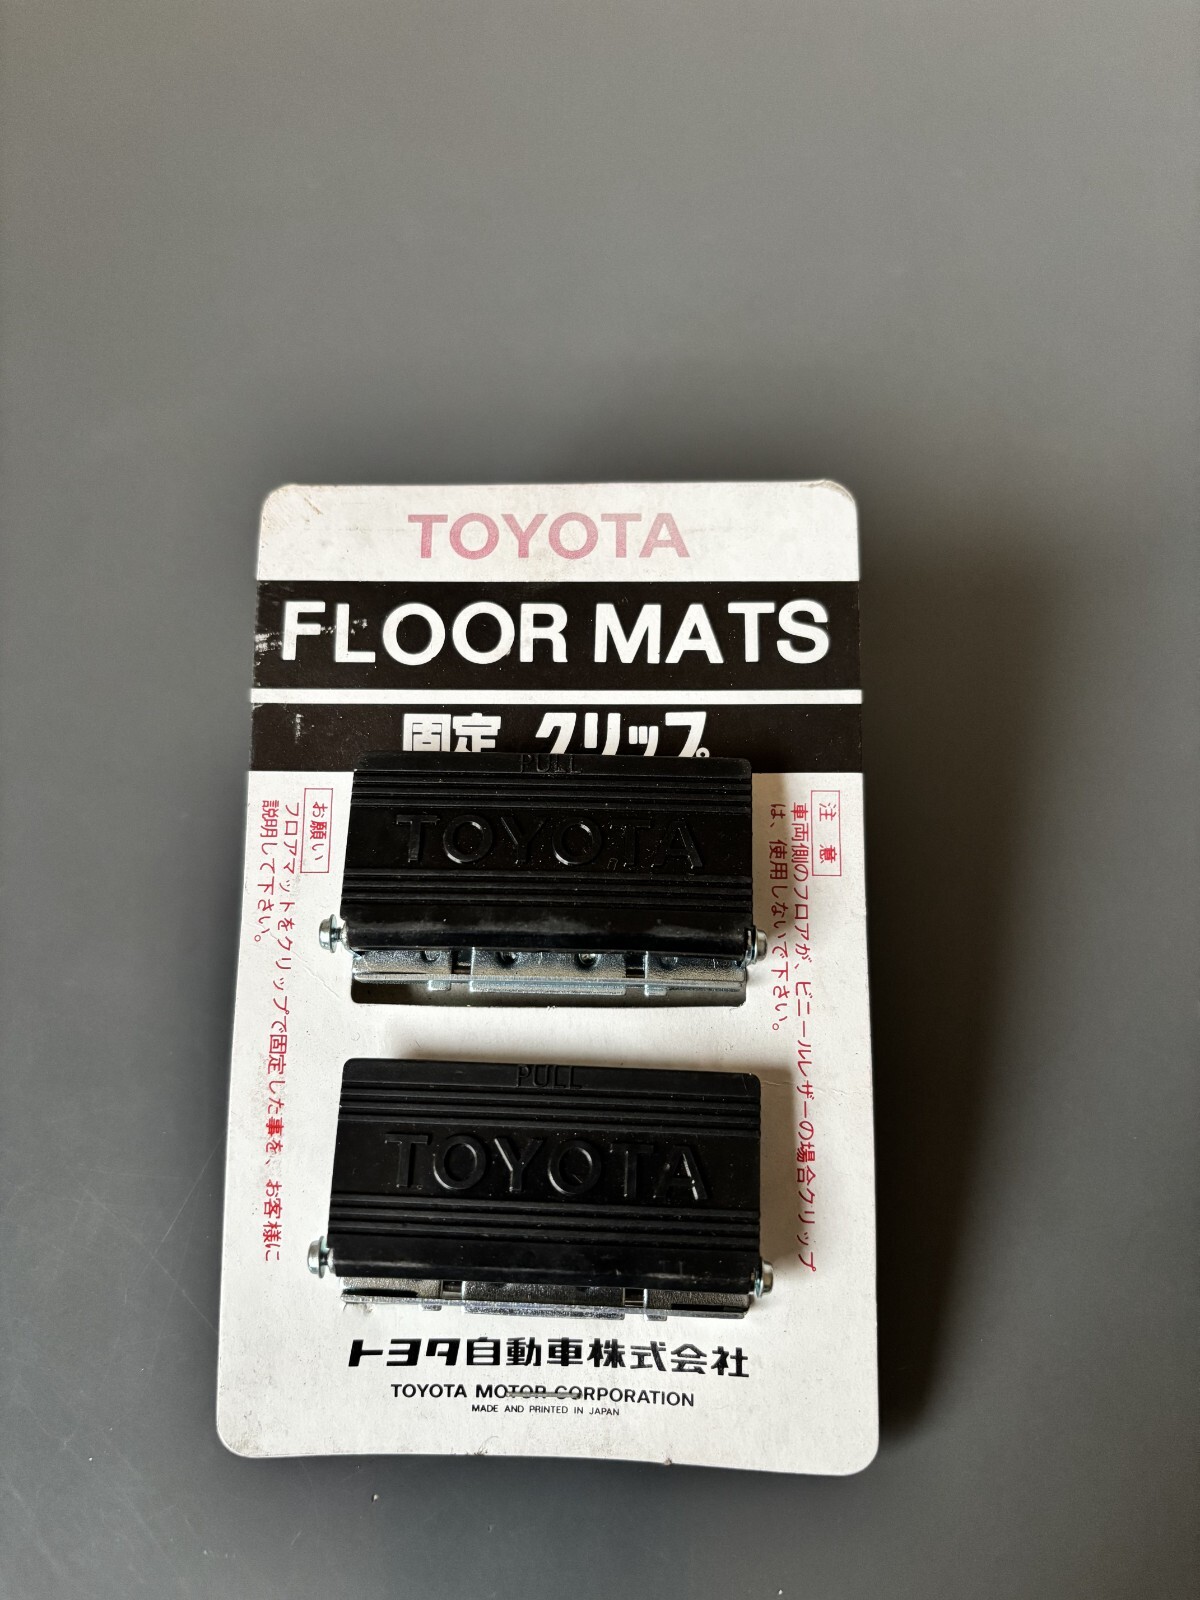 TOYOTA
FLOOR MATS
固定 クリップ
注意
車両側のフロアが、ビニールレザーの場合クリップ
は、使用しないで下さい。
お願い
フロアマットをクリップで固定した事を、お客様に
説明して下さい。
PULL
TOYOTA
PULL
TOYOTA
トヨタ自動車株式会社
TOYOTA MOTOR CORPORATION
MADE AND PRINTED IN JAPAN